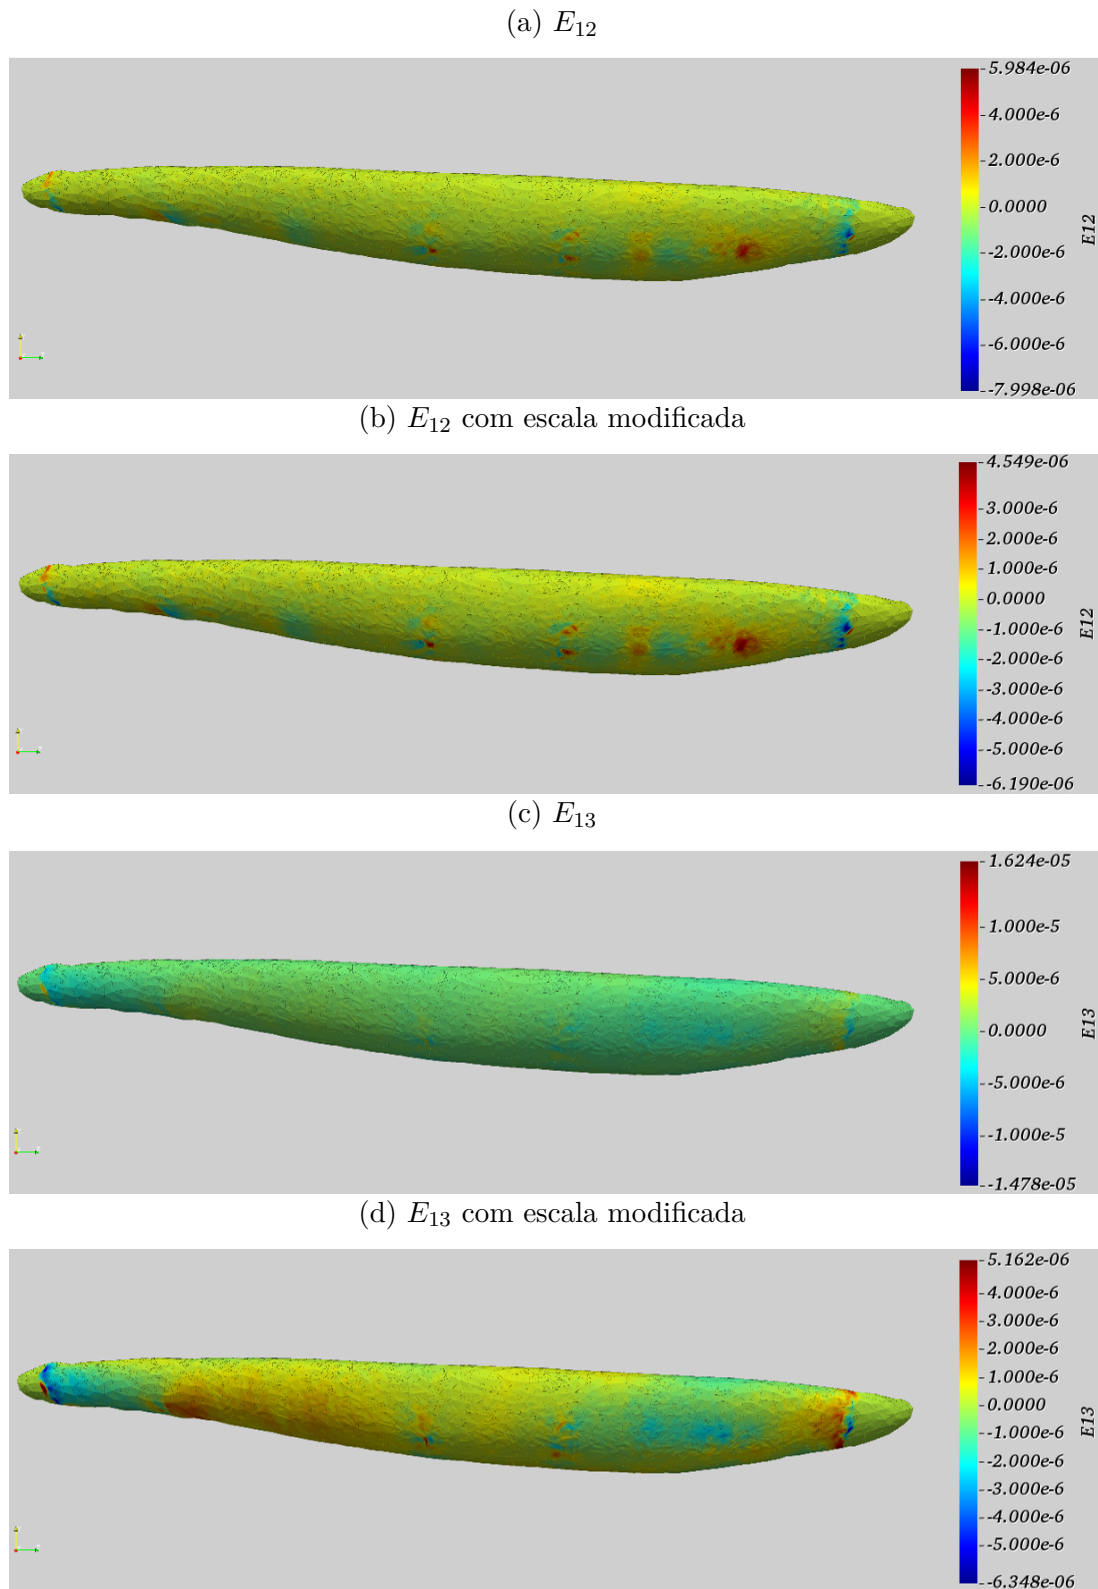 (a) E12
5.984e-06
4.000e-6
2.000e-6
0.0000
-2.000e-6
-4.000e-6
-6.000e-6
-7.998e-06
E12
(b) E12 com escala modificada
4.549e-06
3.000e-6
2.000e-6
1.000e-6
0.0000
-1.000e-6
-2.000e-6
-3.000e-6
-4.000e-6
-5.000e-6
-6.190e-06
E12
(c) E13
1.624e-05
1.000e-5
5.000e-6
0.0000
-5.000e-6
-1.000e-5
-1.478e-05
E13
(d) E13 com escala modificada
5.162e-06
4.000e-6
3.000e-6
2.000e-6
1.000e-6
0.0000
-1.000e-6
-2.000e-6
-3.000e-6
-4.000e-6
-5.000e-6
-6.348e-06
E13